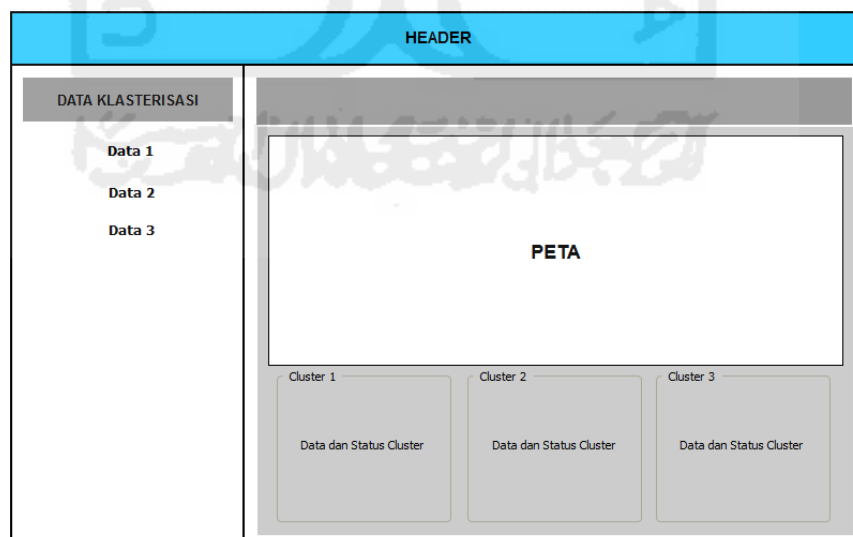 HEADER
DATA KLASTERISASI
Data 1
Data 2
Data 3
PETA
Cluster 1
Cluster 2
Cluster 3
Data dan Status Cluster
Data dan Status Cluster
Data dan Status Cluster